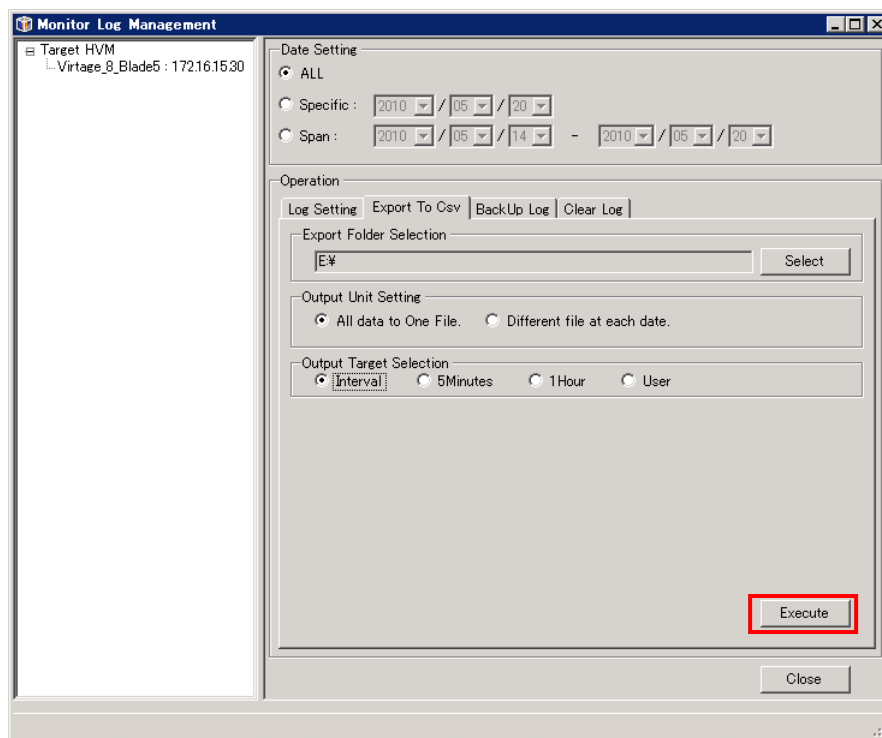 Monitor Log Management
Target HVM
Virtage_8_Blade5 : 172.16.15.30
Date Setting
ALL
Specific : 2010 / 05 / 20
Span : 2010 / 05 / 14 - 2010 / 05 / 20
Operation
Log Setting Export To Csv BackUp Log Clear Log
Export Folder Selection
E:¥ Select
Output Unit Setting
All data to One File. Different file at each date.
Output Target Selection
Interval 5Minutes 1Hour User
Execute
Close